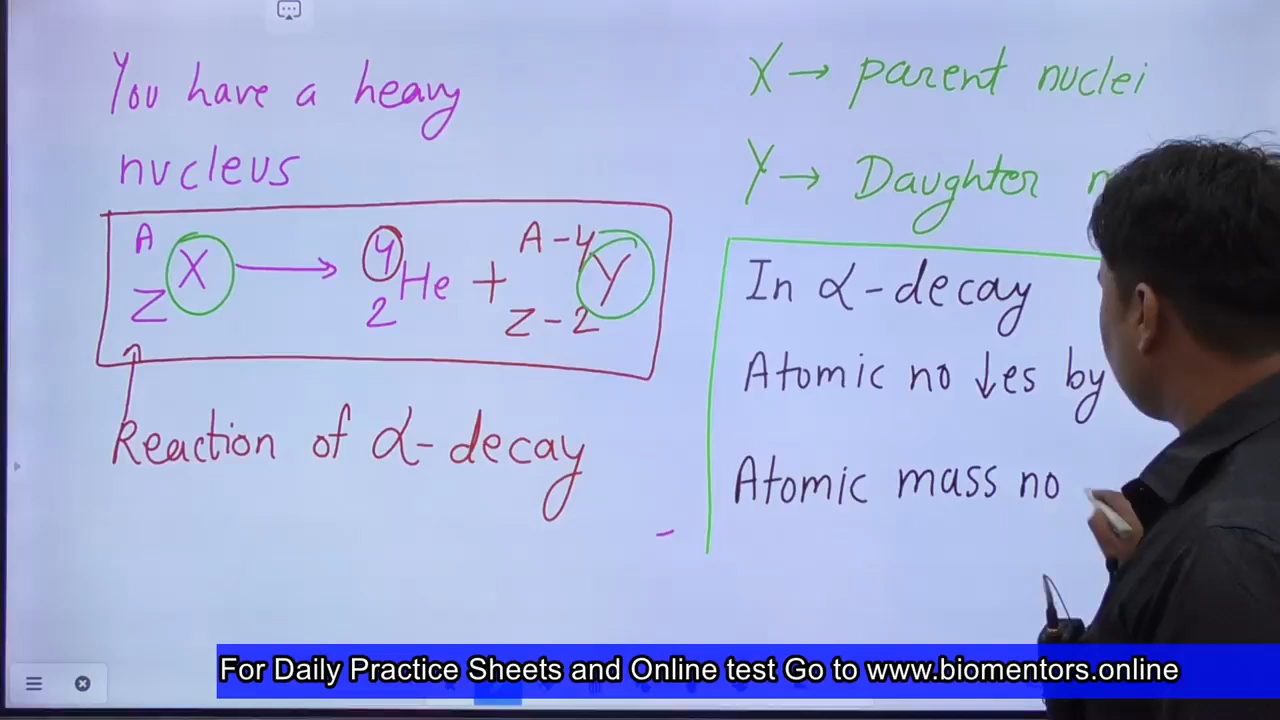 You have a heavy
nucleus
A
Z X → 4 2 He + A-4 Z-2 Y
Reaction of α-decay
X → parent nuclei
Y → Daughter
In α-decay
Atomic no ↓es by
Atomic mass no
For Daily Practice Sheets and Online test Go to www.biomentors.online